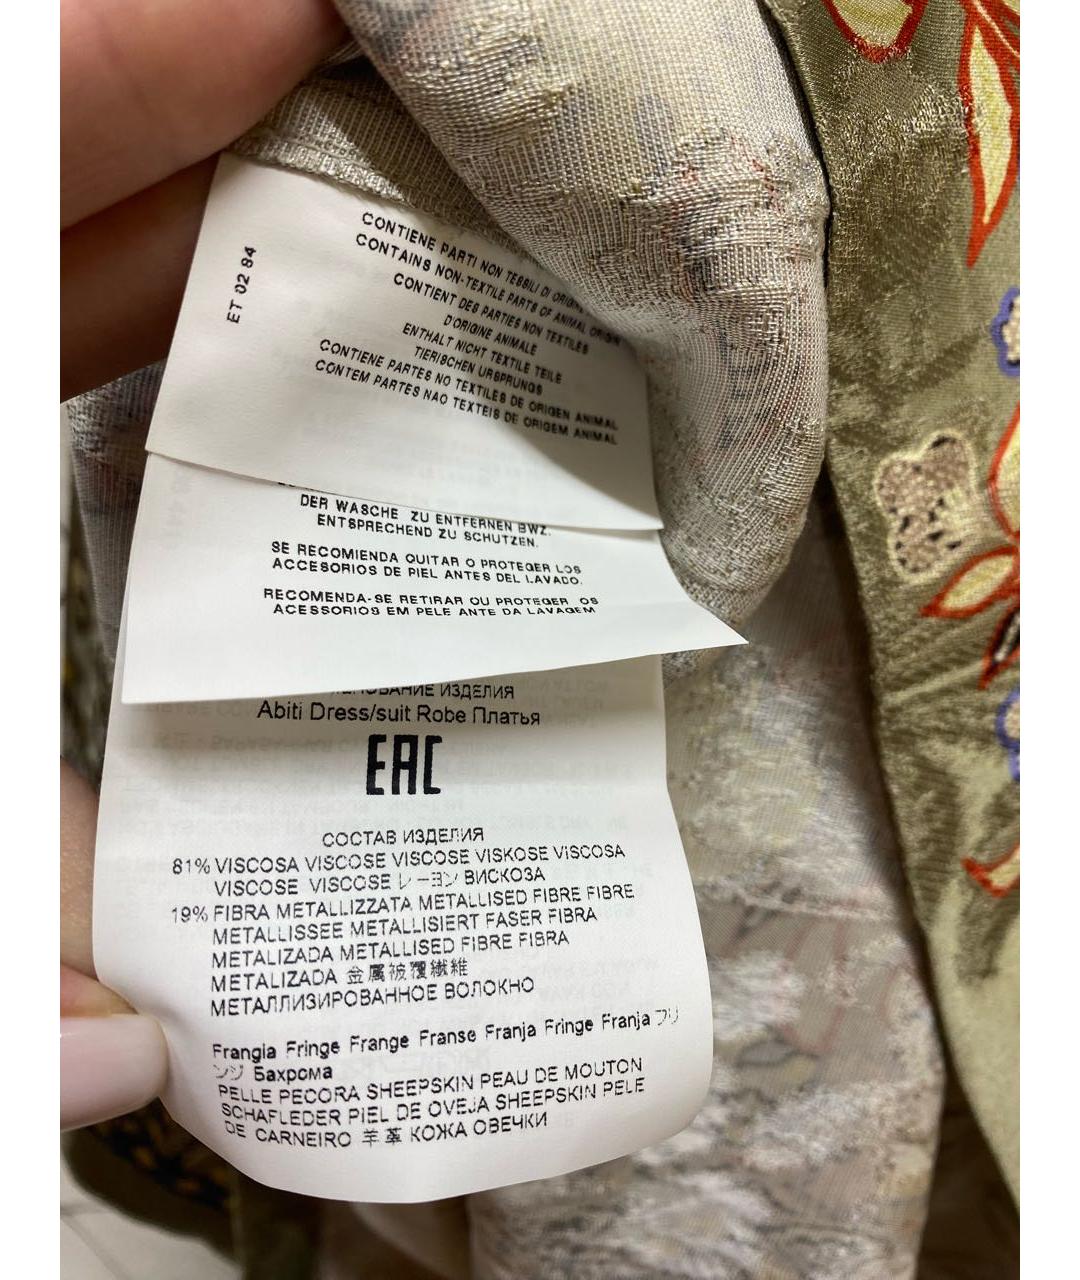 ET 02 84
CONTIENE PARTI NON TESSILI DI
CONTAINS NON-TEXTILE PARTS OF ANIMAL ORIGIN
CONTIENT DES PARTIES NON TEXTILES
D'ORIGINE ANIMALE
ENTHALT NICHT TEXTILE TEILE
TIERISCHEN URSPRUNGS
CONTIENE PARTES NO TEXTILES DE ORIGEN ANIMAL
CONTEM PARTES NAO TEXTEIS DE ORIGEM ANIMAL
DER WASCHE ZU ENTFERNEN BWZ.
ENTSPRECHEND ZU SCHUTZEN.
SE RECOMIENDA QUITAR O PROTEGER LOS
ACCESORIOS DE PIEL ANTES DEL LAVADO.
RECOMENDA-SE RETIRAR OU PROTEGER OS
ACESSORIOS EM PELE ANTE DA LAVAGEM
ИЗДЕЛИЯ
Abiti Dress/suit Robe Платья
EAC
СОСТАВ ИЗДЕЛИЯ
81% VISCOSA VISCOSE VISCOSE VISKOSE VISCOSA
VISCOSE VISCOSE レーヨン ВИСКОЗА
19% FIBRA METALLIZZATA METALLISED FIBRE FIBRE
METALLISSEE METALLISIERT FASER FIBRA
METALIZADA METALLISED FIBRE FIBRA
METALIZADA 金属被覆繊維
МЕТАЛЛИЗИРОВАННОЕ ВОЛОКНО
Frangia Fringe Frange Franse Franja Fringe Franja フリ
ンジ Бахрома
PELLE PECORA SHEEPSKIN PEAU DE MOUTON
SCHAFLEDER PIEL DE OVEJA SHEEPSKIN PELE
DE CARNEIRO 羊革 КОЖА ОВЕЧКИ